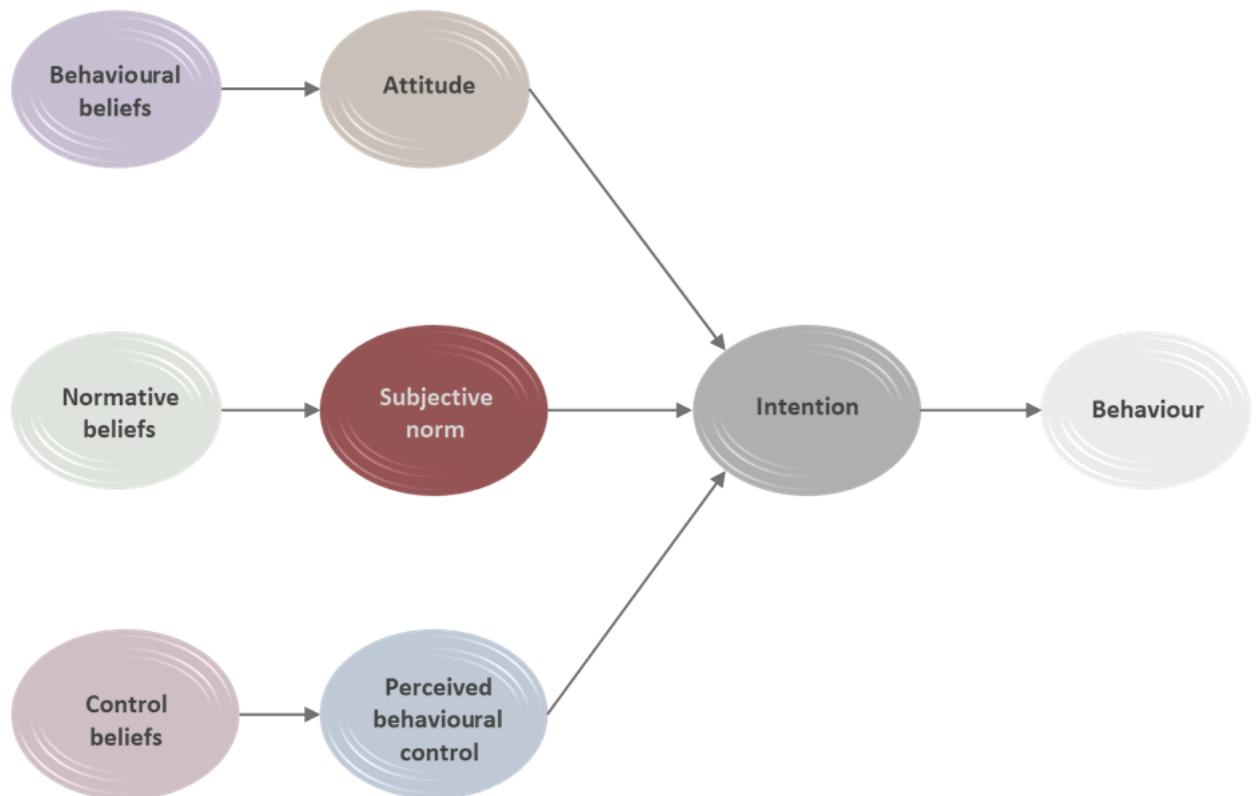 Behavioural
beliefs
Attitude
Normative
beliefs
Subjective
norm
Intention
Behaviour
Control
beliefs
Perceived
behavioural
control